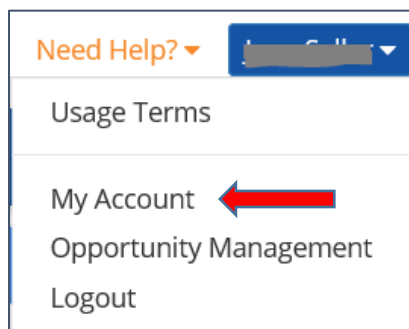 Need Help?
Usage Terms
My Account
Opportunity Management
Logout